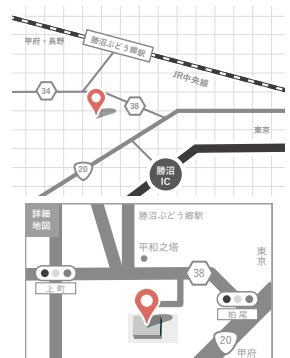 甲府・長野
勝沼ぶどう郷駅
JR中央線
34
38
東京
20
勝沼
IC
詳細
地図
勝沼ぶどう郷駅
平和之塔
東京
38
上町
柏尾
20
甲府